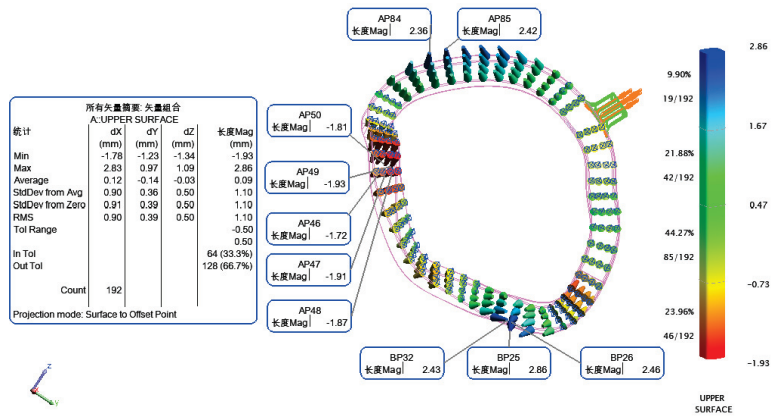 AP84
长度Mag 2.36
AP85
长度Mag 2.42
所有矢量简要: 矢量组合
A:UPPER SURFACE
统计 dX dY dZ 长度Mag
(mm) (mm) (mm) (mm)
Min -1.78 -1.23 -1.34 -1.93
Max 2.83 0.97 1.09 2.86
Average 0.12 -0.14 -0.03 0.09
StdDev from Avg 0.90 0.36 0.50 1.10
StdDev from Zero 0.91 0.39 0.50 1.10
RMS 0.90 0.39 0.50 1.10
Tol Range -0.50
0.50
In Tol 64 (33.3%)
Out Tol 128 (66.7%)
Count 192
Projection mode: Surface to Offset Point
AP50
长度Mag -1.81
AP49
长度Mag -1.93
AP46
长度Mag -1.72
AP47
长度Mag -1.91
AP48
长度Mag -1.87
BP32
长度Mag 2.43
BP25
长度Mag 2.86
BP26
长度Mag 2.46
2.86
9.90%
19/192
1.67
21.88%
42/192
0.47
44.27%
85/192
-0.73
23.96%
46/192
-1.93
UPPER
SURFACE
Z
Y